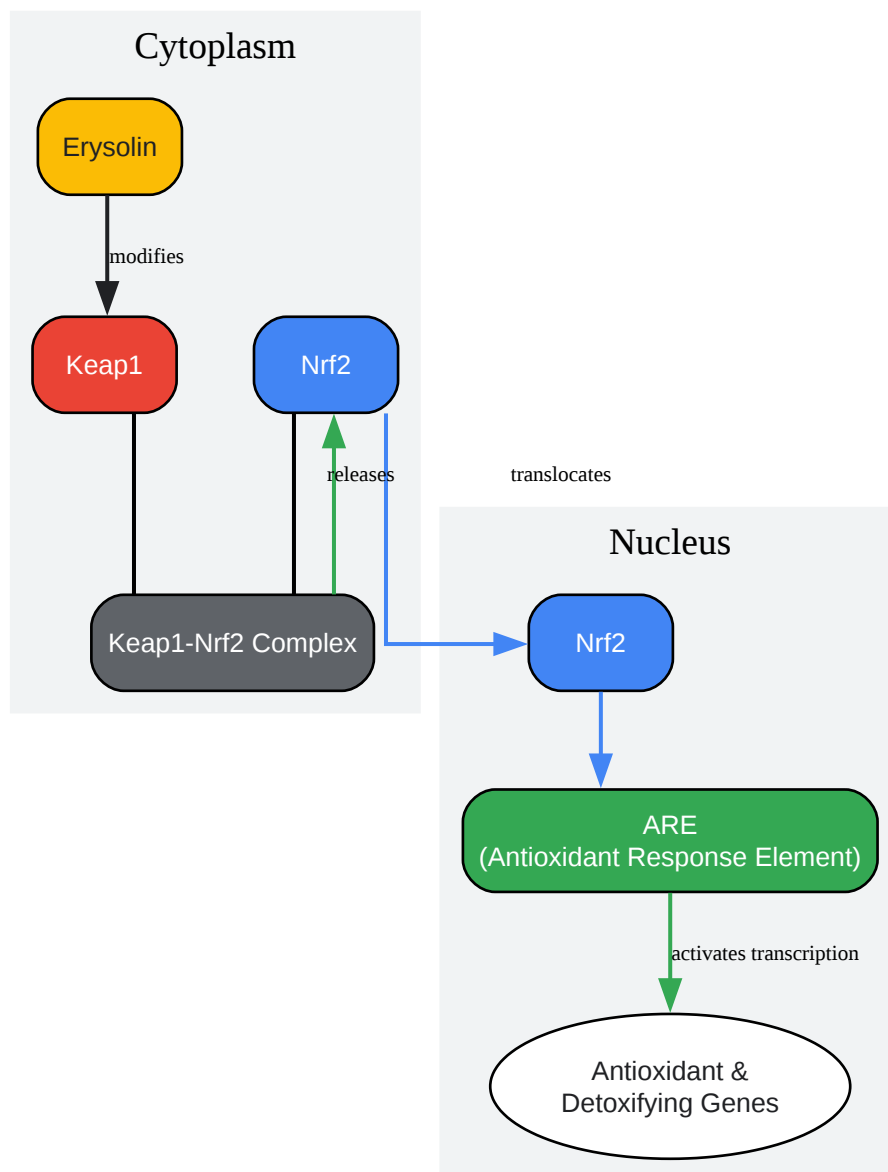 Cytoplasm
Erysolin
modifies
Keap1
Nrf2
releases
translocates
Keap1-Nrf2 Complex
Nucleus
Nrf2
ARE
(Antioxidant Response Element)
activates transcription
Antioxidant &
Detoxifying Genes